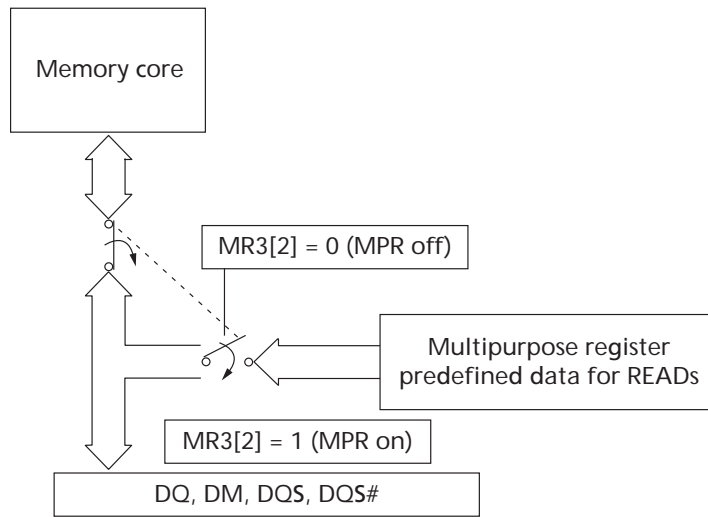 Memory core
MR3[2] = 0 (MPR off)
Multipurpose register
predefined data for READs
MR3[2] = 1 (MPR on)
DQ, DM, DQS, DQS#